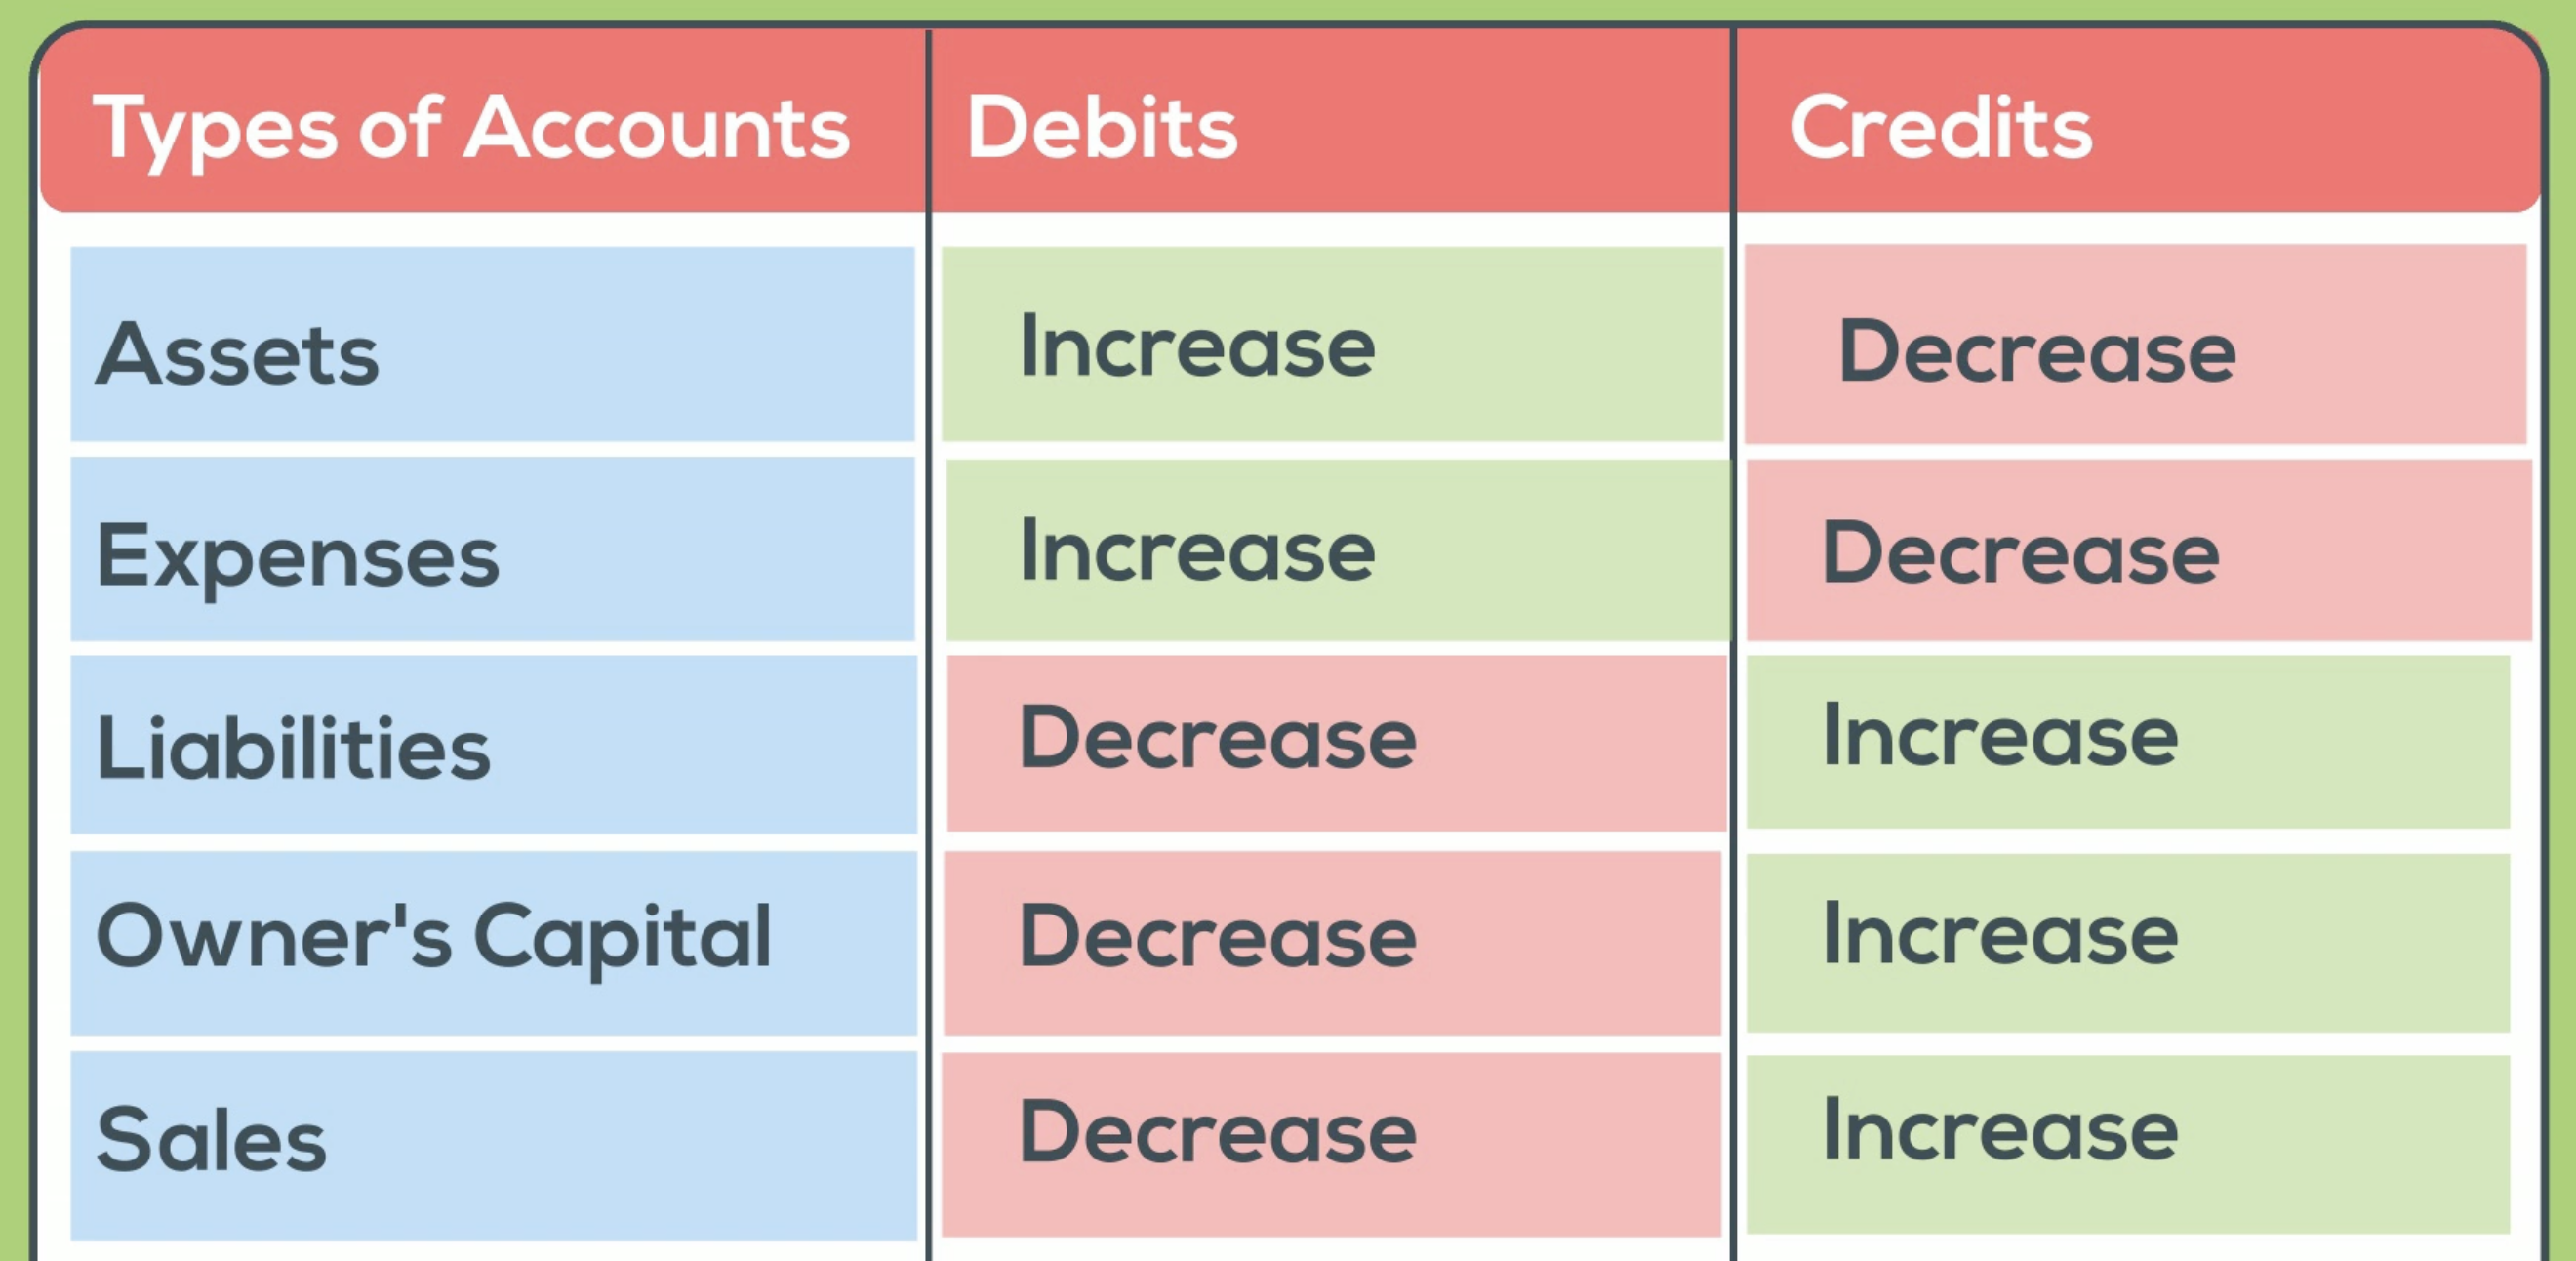 Types of Accounts Debits Credits
Assets Increase Decrease
Expenses Increase Decrease
Liabilities Decrease Increase
Owner's Capital Decrease Increase
Sales Decrease Increase